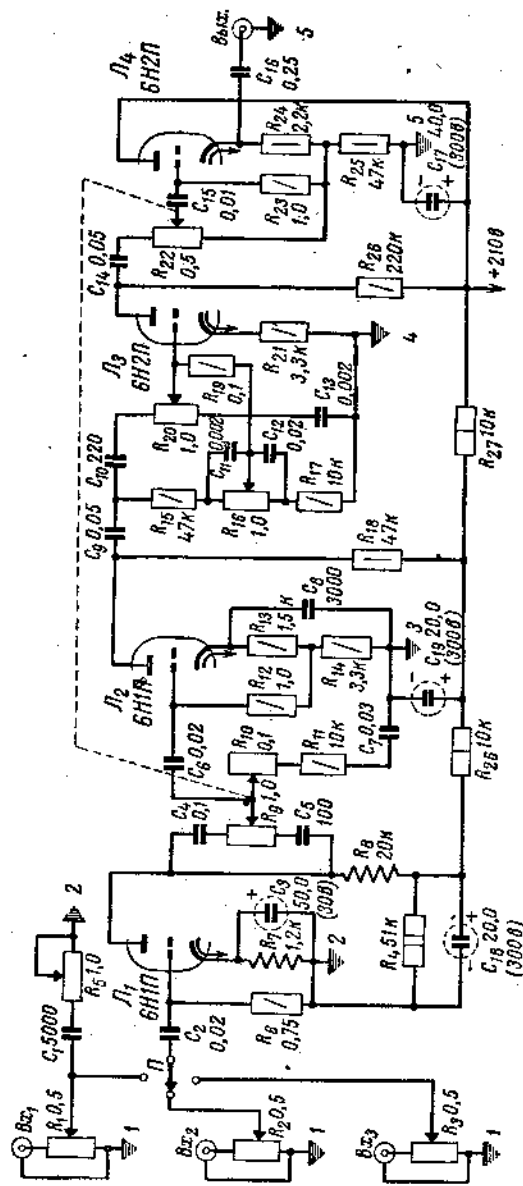 Вх₁
R₁ 0,5
1
C₁ 5000
R₅ 1,0
2
П
Вх₂
R₂ 0,5
1
Вх₃
R₃ 0,5
1
C₂
0,02
Л₁
6Н1П
R₆
0,75
R₇
1,2к
+
C₃
50,0
(30В)
2
R₄ 51к
C₁₈ 20,0
(300В)
R₈
20к
C₄
0,1
R₉ 1,0
C₅
100
C₆ 0,02
R₁₀
0,1
R₁₁
10к
C₇ 0,03
Л₂
6Н1П
R₁₂
1,0
R₁₃
1,5 к
R₁₄
3,3к
C₈
3000
3
-
C₁₉ 20,0
(300В)
+
R₂₆ 10к
C₉ 0,05
C₁₀ 220
R₁₅
47к
R₁₆
1,0
R₁₇
10к
C₁₁
0,002
C₁₂
0,02
R₁₈
47к
R₂₀
1,0
R₁₉
0,1
C₁₃
0,002
Л₃
6Н2П
R₂₁
3,3к
4
R₂₇ 10к
C₁₄ 0,05
R₂₂
0,5
C₁₅
0,01
R₂₃
1,0
R₂₆
220к
+210В
Л₄
6Н2П
R₂₄
2,2к
R₂₅
47к
C₁₆
0,25
Вых.
5
5
-
C₁₇ 40,0
(300В)
+